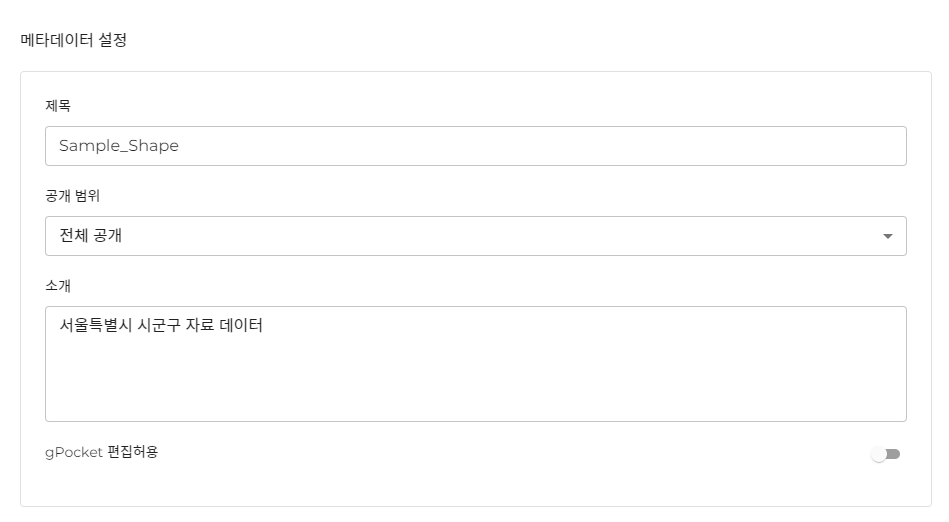 메타데이터 설정
제목
Sample_Shape
공개 범위
전체 공개
소개
서울특별시 시군구 자료 데이터
gPocket 편집허용